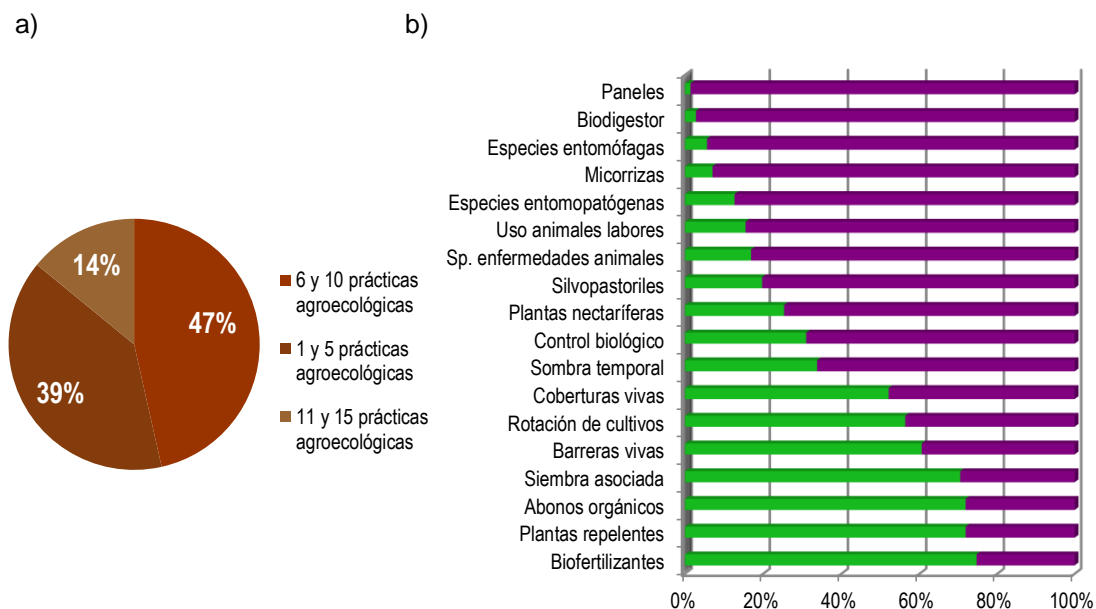 a)
47%
39%
14%
6 y 10 prácticas
agroecológicas
1 y 5 prácticas
agroecológicas
11 y 15 prácticas
agroecológicas
b)
Paneles
Biodigestor
Especies entomófagas
Micorrizas
Especies entomopatógenas
Uso animales labores
Sp. enfermedades animales
Silvopastoriles
Plantas nectaríferas
Control biológico
Sombra temporal
Coberturas vivas
Rotación de cultivos
Barreras vivas
Siembra asociada
Abonos orgánicos
Plantas repelentes
Biofertilizantes
0% 20% 40% 60% 80% 100%